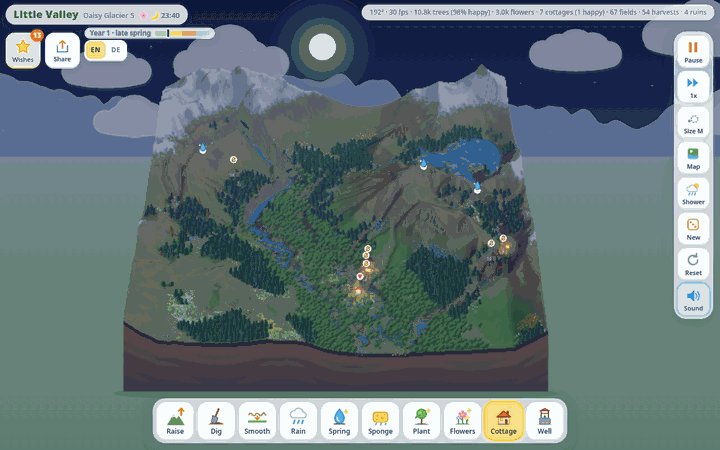 Little Valley Daisy Glacier 5 23:40
192² · 30 fps · 10.8k trees (98% happy) · 3.0k flowers · 7 cottages (1 happy) · 67 fields · 54 harvests · 4 ruins
Year 1 · late spring
13
Wishes
Share
EN
DE
Pause
1x
Size M
Map
Shower
New
Reset
Sound
Raise
Dig
Smooth
Rain
Spring
Sponge
Plant
Flowers
Cottage
Well